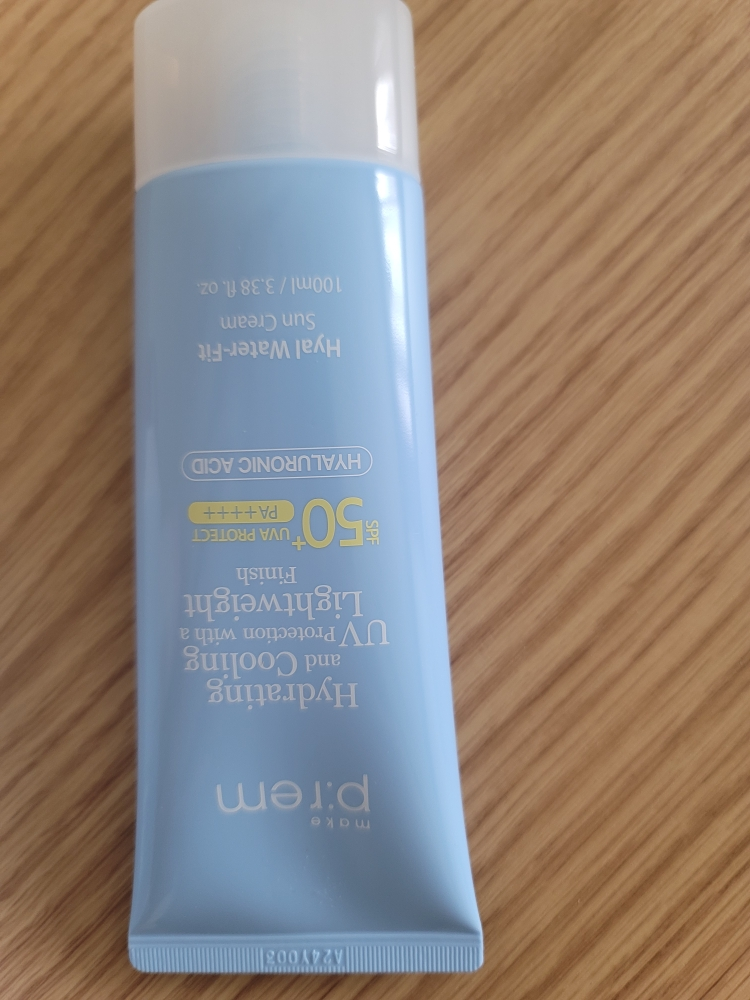 make
p:rem
Hydrating
and Cooling
UV Protection with a
Lightweight
Finish
SPF 50+ UVA PROTECT
PA++++
HYALURONIC ACID
Hyal Water-Fit
Sun Cream
100ml / 3.38 fl. oz.
A24Y003